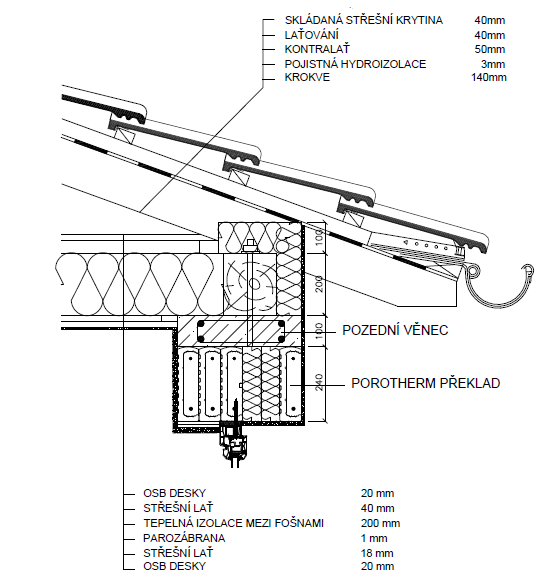 SKLÁDANÁ STŘEŠNÍ KRYTINA 40mm
LAŤOVÁNÍ 40mm
KONTRALAŤ 50mm
POJISTNÁ HYDROIZOLACE 3mm
KROKVE 140mm
100
200
100
240
POZEDNÍ VĚNEC
POROTHERM PŘEKLAD
OSB DESKY 20 mm
STŘEŠNÍ LAŤ 40 mm
TEPELNÁ IZOLACE MEZI FOŠNAMI 200 mm
PAROZÁBRANA 1 mm
STŘEŠNÍ LAŤ 18 mm
OSB DESKY 20 mm